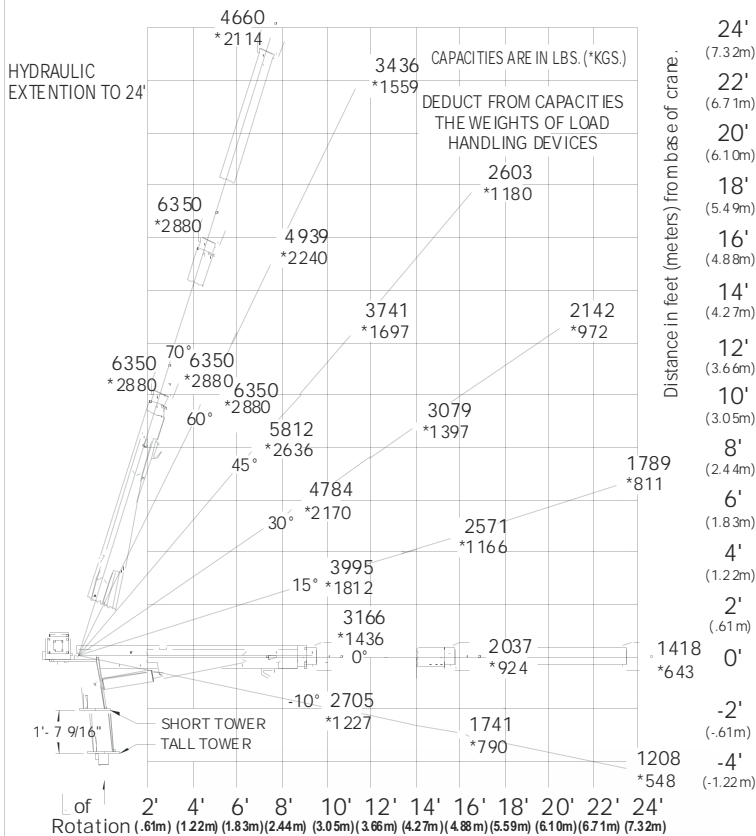 4660
*2114
24'
(7.32m)
HYDRAULIC
EXTENTION TO 24'
3436
*1559
CAPACITIES ARE IN LBS. (*KGS.)
22'
(6.71m)
DEDUCT FROM CAPACITIES
THE WEIGHTS OF LOAD
HANDLING DEVICES
20'
(6.10m)
Distance in feet (meters) from base of crane.
2603
*1180
18'
(5.49m)
6350
*2880
4939
*2240
16'
(4.88m)
3741
*1697
2142
*972
14'
(4.27m)
12'
(3.66m)
6350
*2880
70°
6350
*2880
60°
6350
*2880
10'
(3.05m)
5812
*2636
45°
3079
*1397
8'
(2.44m)
4784
*2170
30°
1789
*811
6'
(1.83m)
2571
*1166
4'
(1.22m)
3995
*1812
15°
2'
(.61m)
3166
*1436
0°
2037
*924
1418
*643
0'
-10°
2705
*1227
1741
*790
-2'
(-.61m)
1'- 7 9/16"
SHORT TOWER
TALL TOWER
1208
*548
-4'
(-1.22m)
of
Rotation
2' 4' 6' 8' 10' 12' 14' 16' 18' 20' 22' 24'
(.61m) (1.22m) (1.83m) (2.44m) (3.05m) (3.66m) (4.27m) (4.88m) (5.59m) (6.10m) (6.71m) (7.32m)